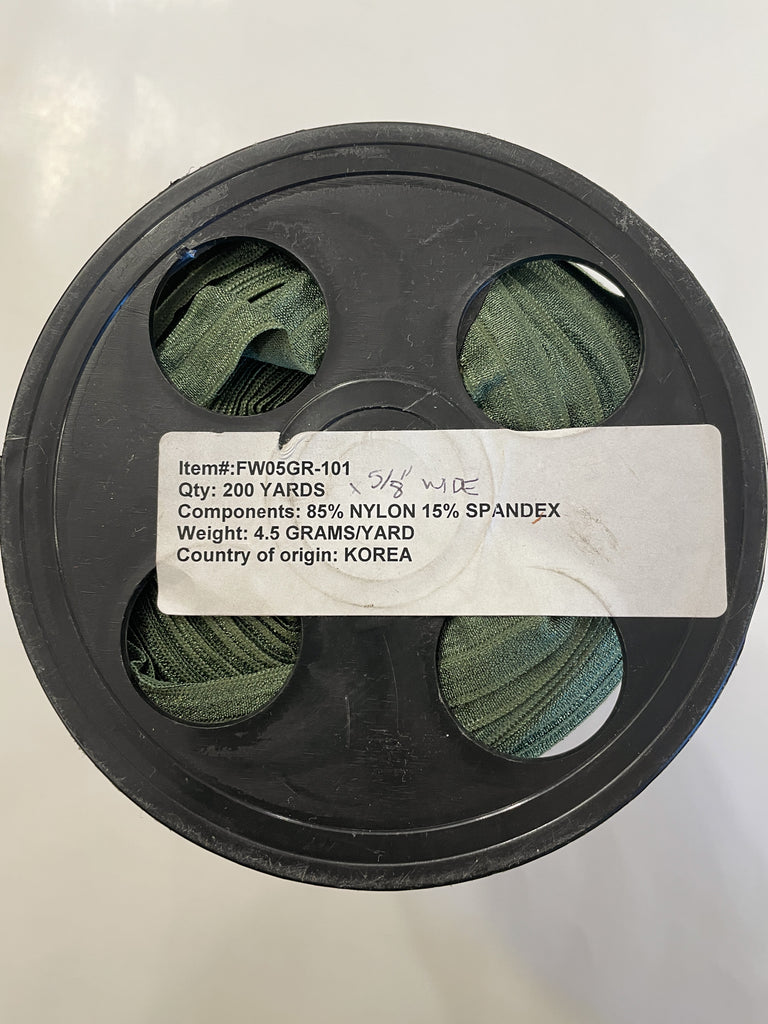 Item#:FW05GR-101
Qty: 200 YARDS x 5/8" WIDE
Components: 85% NYLON 15% SPANDEX
Weight: 4.5 GRAMS/YARD
Country of origin: KOREA